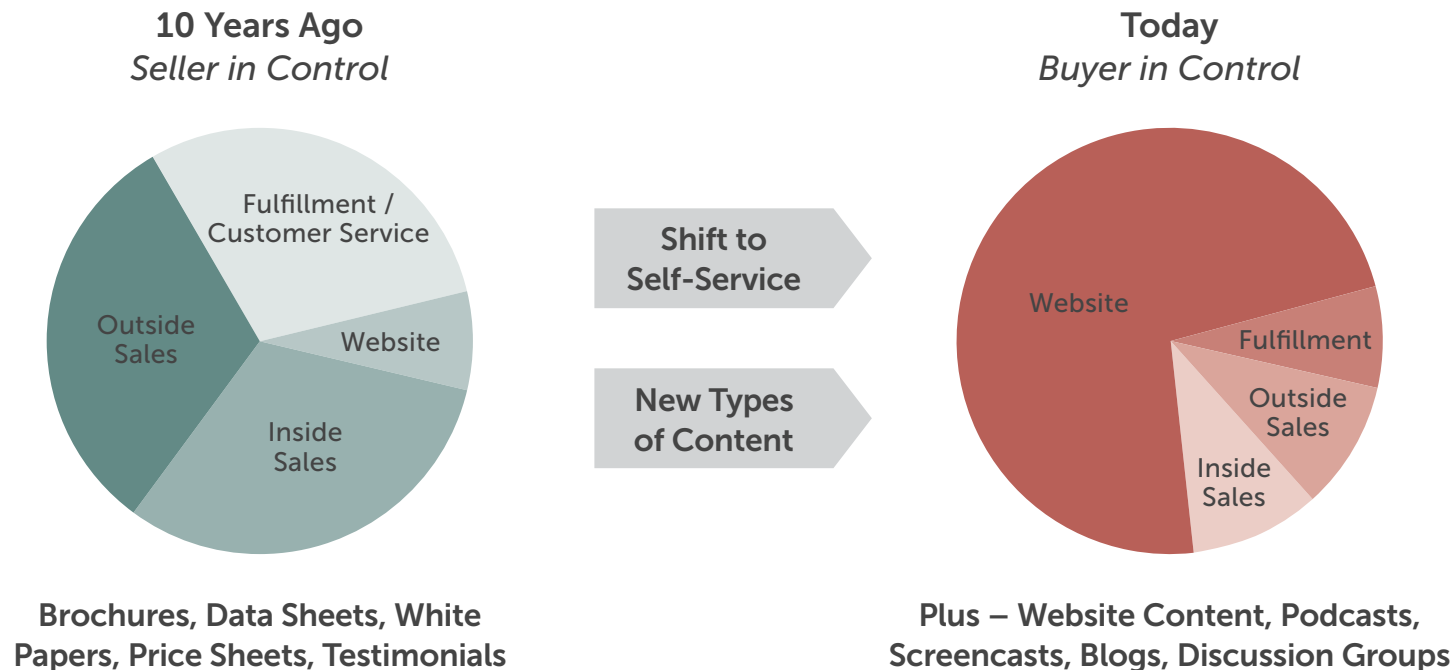 10 Years Ago
Seller in Control
Fulfillment /
Customer Service
Outside
Sales
Website
Inside
Sales
Brochures, Data Sheets, White
Papers, Price Sheets, Testimonials
Shift to
Self-Service
New Types
of Content
Today
Buyer in Control
Website
Fulfillment
Outside
Sales
Inside
Sales
Plus – Website Content, Podcasts,
Screencasts, Blogs, Discussion Groups